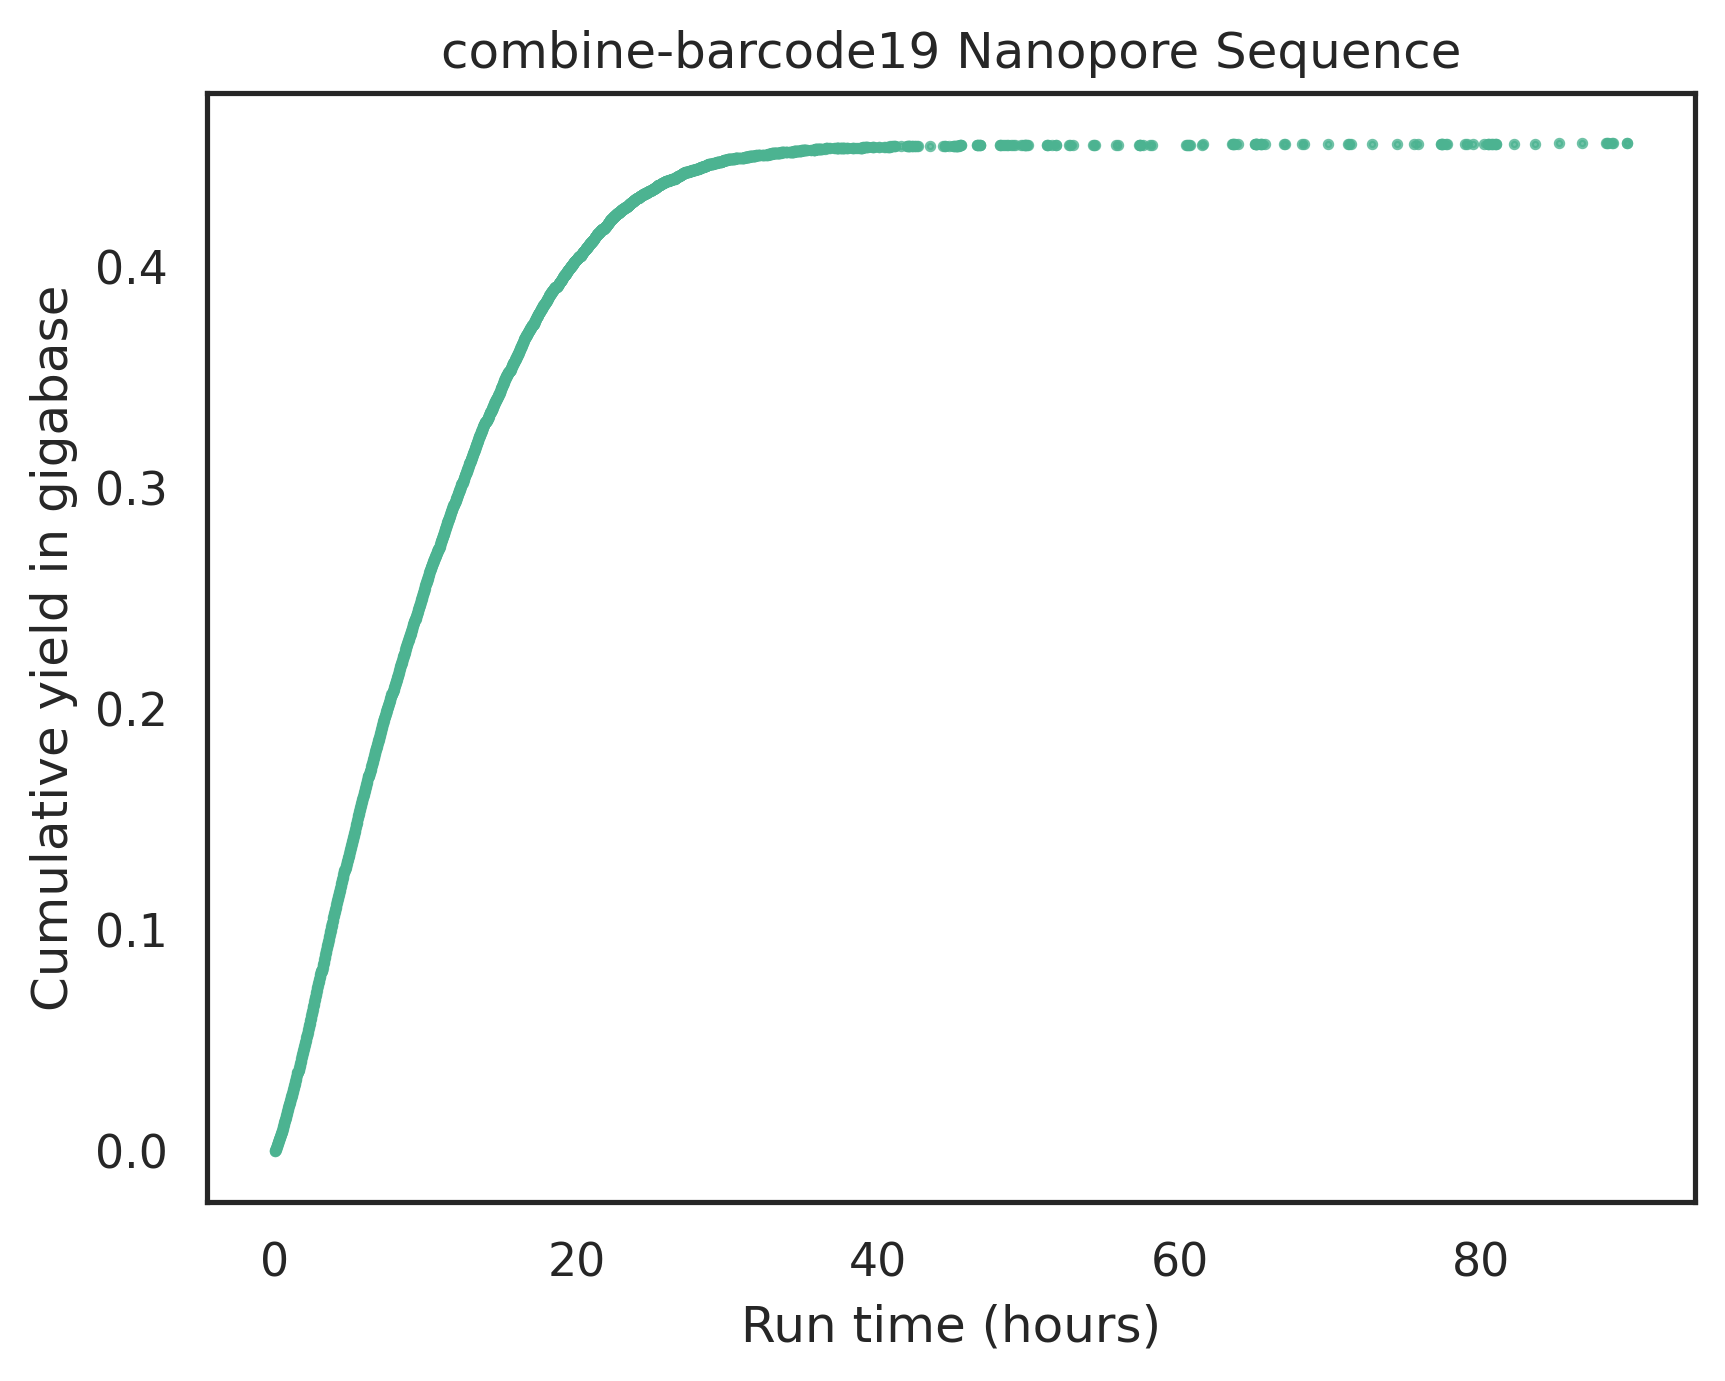 combine-barcode19 Nanopore Sequence
Cumulative yield in gigabase
0.4
0.3
0.2
0.1
0.0
0 20 40 60 80
Run time (hours)